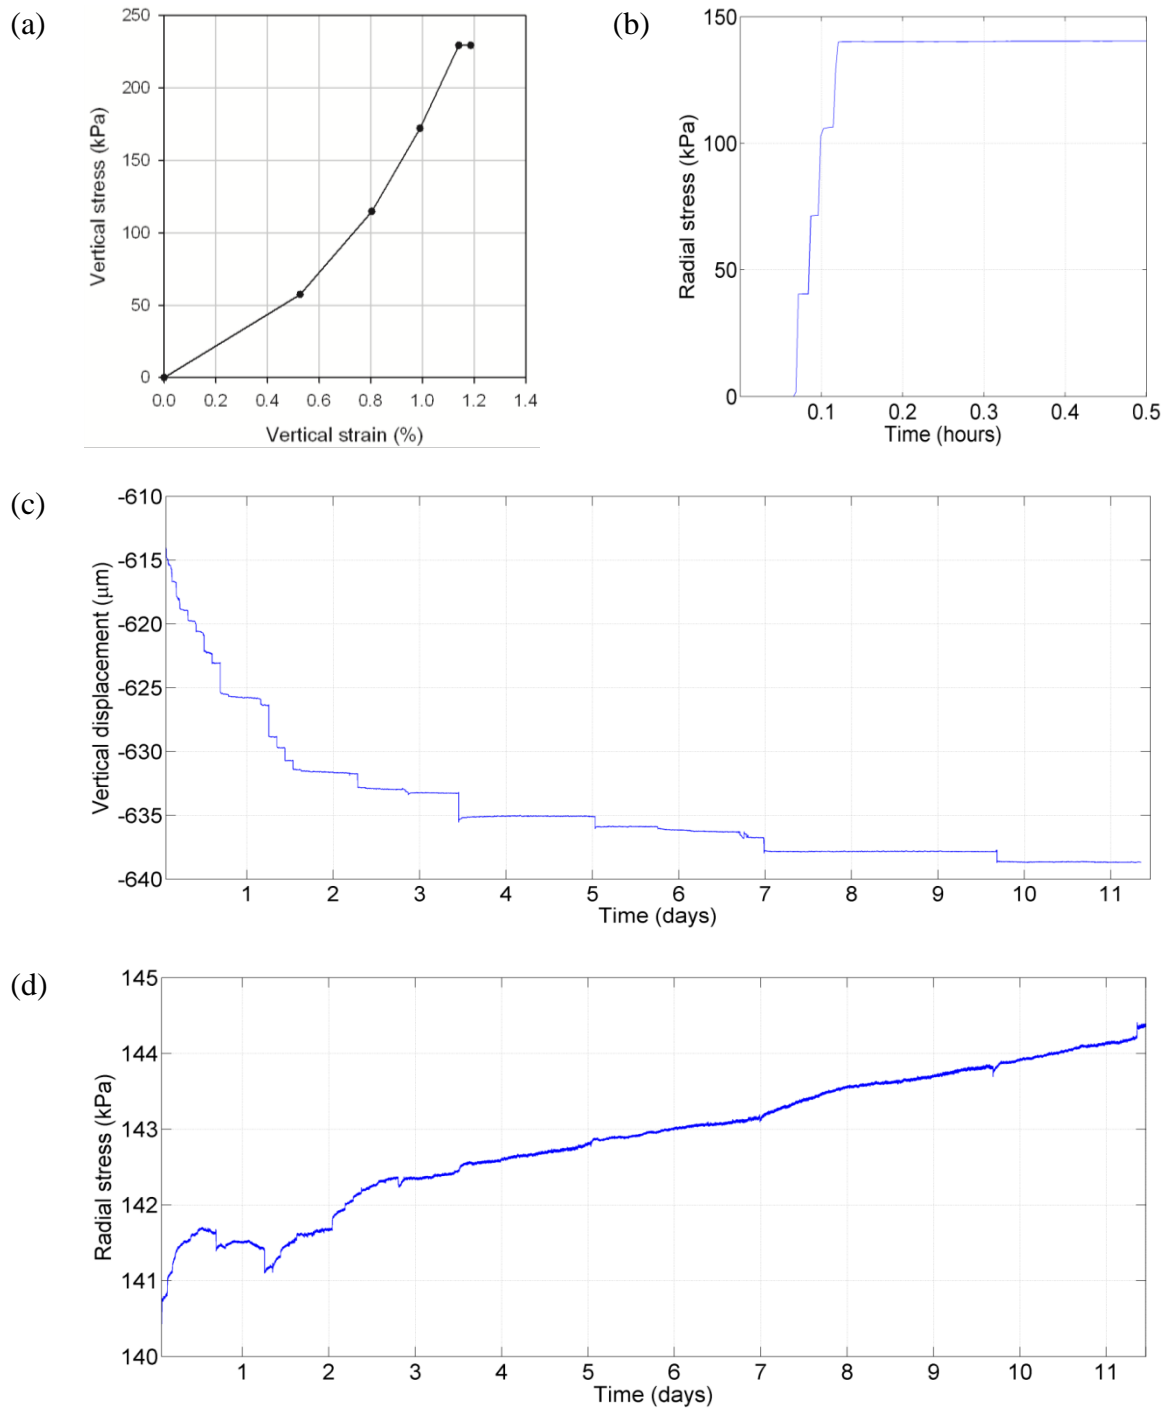 (a)
250
200
150
100
50
0
Vertical stress (kPa)
0.0 0.2 0.4 0.6 0.8 1.0 1.2 1.4
Vertical strain (%)
(b)
150
100
50
0
Radial stress (kPa)
0.1 0.2 0.3 0.4 0.5
Time (hours)
(c)
-610
-615
-620
-625
-630
-635
-640
Vertical displacement (μm)
1 2 3 4 5 6 7 8 9 10 11
Time (days)
(d)
145
144
143
142
141
140
Radial stress (kPa)
1 2 3 4 5 6 7 8 9 10 11
Time (days)